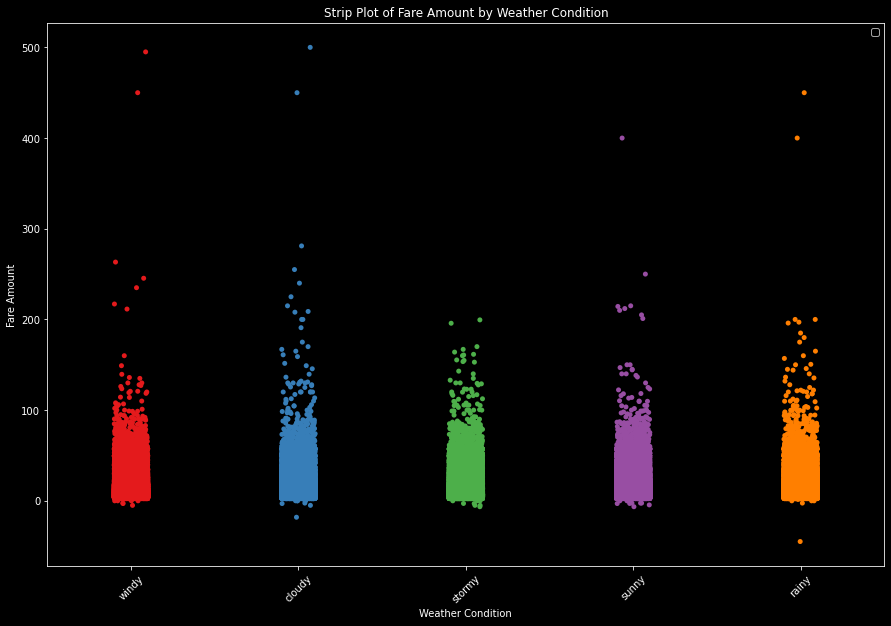 Strip Plot of Fare Amount by Weather Condition
500
400
300
200
100
0
Fare Amount
windy
cloudy
stormy
sunny
rainy
Weather Condition